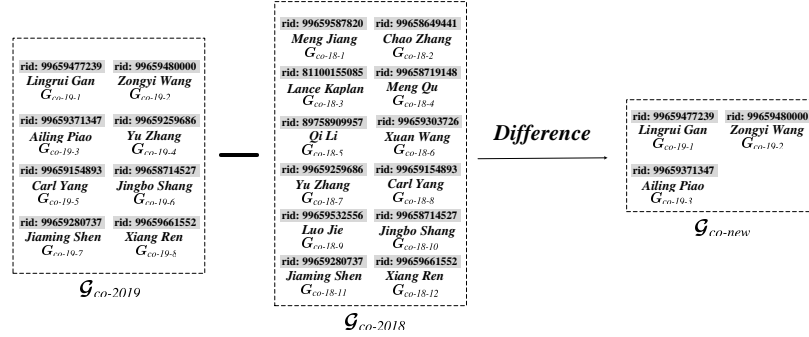 rid: 99659477239 rid: 99659480000
Lingrui Gan Zongyi Wang
G_co-19-1 G_co-19-2
rid: 99659371347 rid: 99659259686
Ailing Piao Yu Zhang
G_co-19-3 G_co-19-4
rid: 99659154893 rid: 99658714527
Carl Yang Jingbo Shang
G_co-19-5 G_co-19-6
rid: 99659280737 rid: 99659661552
Jiaming Shen Xiang Ren
G_co-19-7 G_co-19-8
G_co-2019
—
rid: 99659587820 rid: 99658649441
Meng Jiang Chao Zhang
G_co-18-1 G_co-18-2
rid: 81100155085 rid: 99658719148
Lance Kaplan Meng Qu
G_co-18-3 G_co-18-4
rid: 89758909957 rid: 99659303726
Qi Li Xuan Wang
G_co-18-5 G_co-18-6
rid: 99659259686 rid: 99659154893
Yu Zhang Carl Yang
G_co-18-7 G_co-18-8
rid: 99659532556 rid: 99658714527
Luo Jie Jingbo Shang
G_co-18-9 G_co-18-10
rid: 99659280737 rid: 99659661552
Jiaming Shen Xiang Ren
G_co-18-11 G_co-18-12
G_co-2018
Difference
rid: 99659477239 rid: 99659480000
Lingrui Gan Zongyi Wang
G_co-19-1 G_co-19-2
rid: 99659371347
Ailing Piao
G_co-19-3
G_co-new